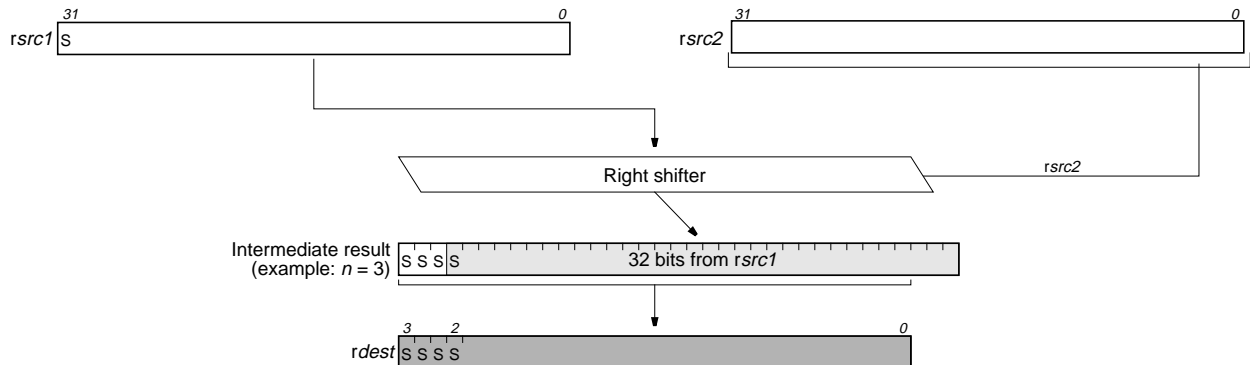 31 0 31 0
rsrc1 S rsrc2
Right shifter rsrc2
Intermediate result
(example: n = 3) S S S S 32 bits from rsrc1
3 2 0
rdest S S S S